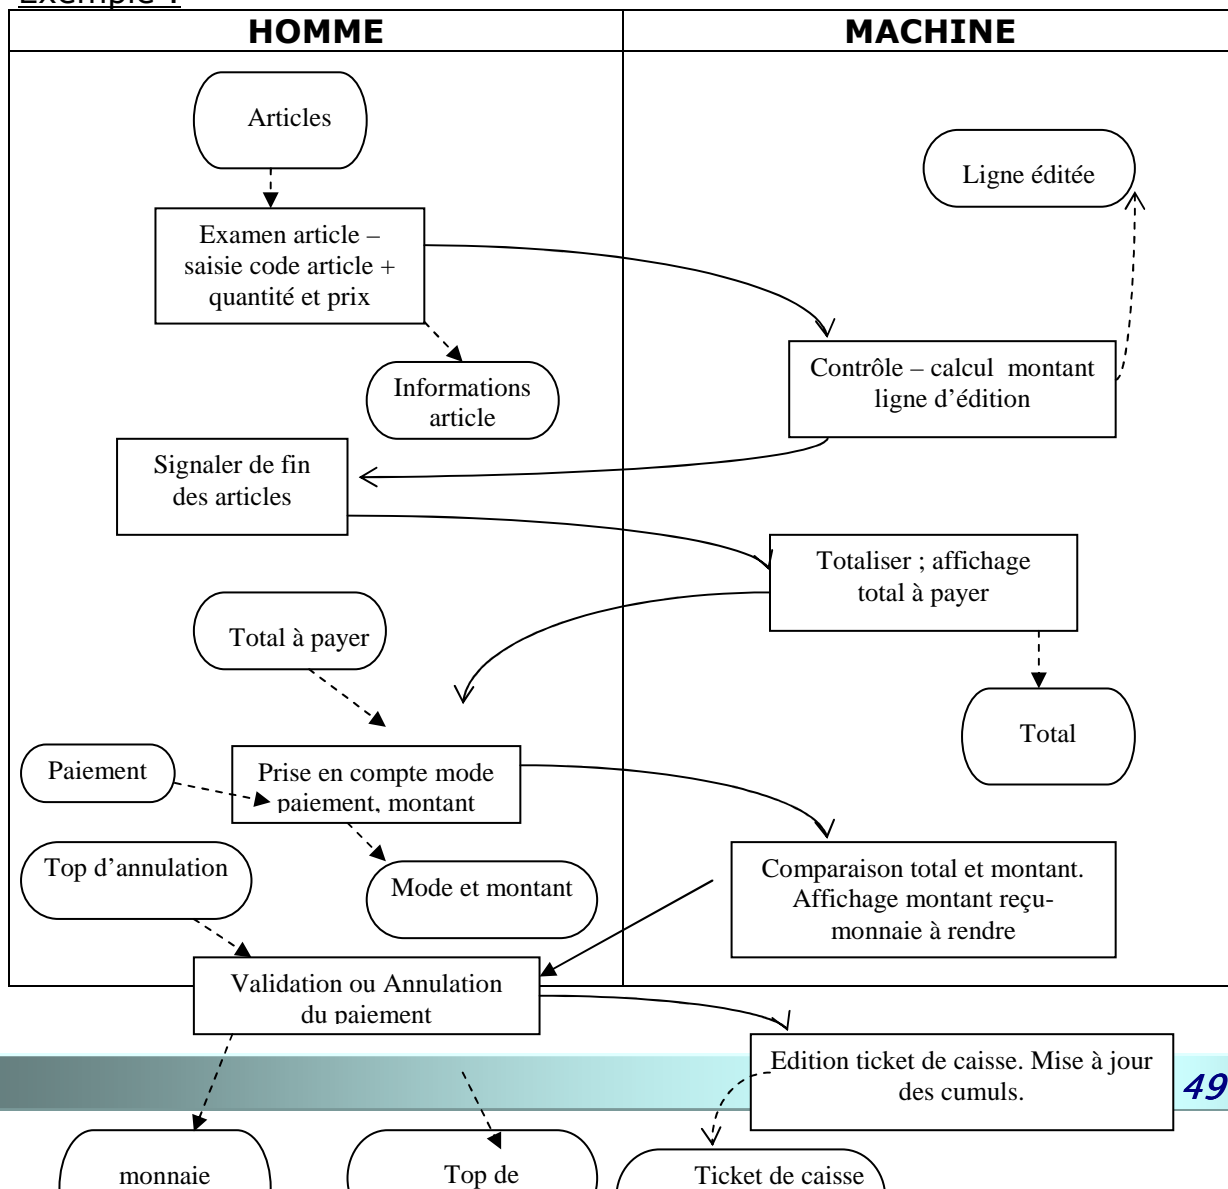 Exemple :
HOMME
MACHINE
Articles
Ligne éditée
Examen article –
saisie code article +
quantité et prix
Contrôle – calcul  montant
ligne d’édition
Informations
article
Signaler de fin
des articles
Totaliser ; affichage
total à payer
Total à payer
Total
Paiement
Prise en compte mode
paiement, montant
Top d’annulation
Mode et montant
Comparaison total et montant.
Affichage montant reçu-
monnaie à rendre
Validation ou Annulation
du paiement
Edition ticket de caisse. Mise à jour
des cumuls.
49
monnaie
Top de
Ticket de caisse